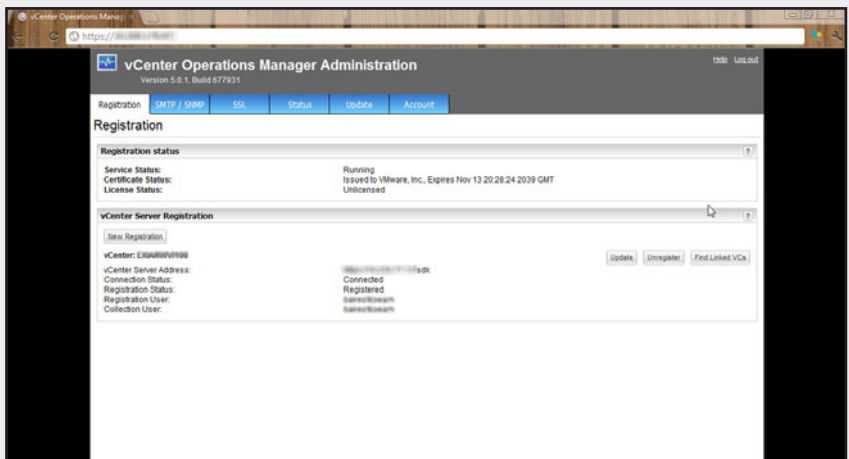 vCenter Operations Manag
https://
vCenter Operations Manager Administration
Help Log out
Version 5.0.1, Build 677931
Registration SMTP / SNMP SSL Status Update Account
Registration
Registration status ?
Service Status: Running
Certificate Status: Issued to VMware, Inc., Expires Nov 13 20:28:24 2039 GMT
License Status: Unlicensed
vCenter Server Registration ?
New Registration
vCenter:
Update Unregister Find Linked VCs
vCenter Server Address: sdk
Connection Status: Connected
Registration Status: Registered
Registration User:
Collection User: